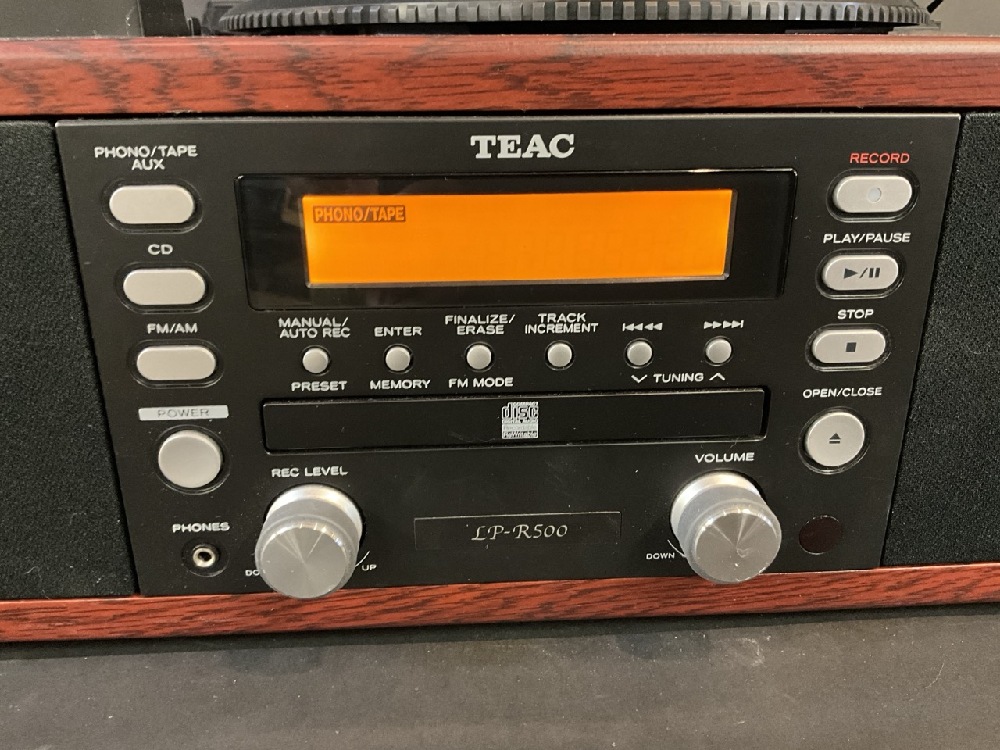 TEAC
PHONO/TAPE
AUX
CD
FM/AM
POWER
PHONES
PHONO/TAPE
MANUAL/
AUTO REC
PRESET
ENTER
MEMORY
FINALIZE/
ERASE
FM MODE
TRACK
INCREMENT
TUNING
disc
REC LEVEL
UP
LP-R500
VOLUME
DOWN
RECORD
PLAY/PAUSE
STOP
OPEN/CLOSE